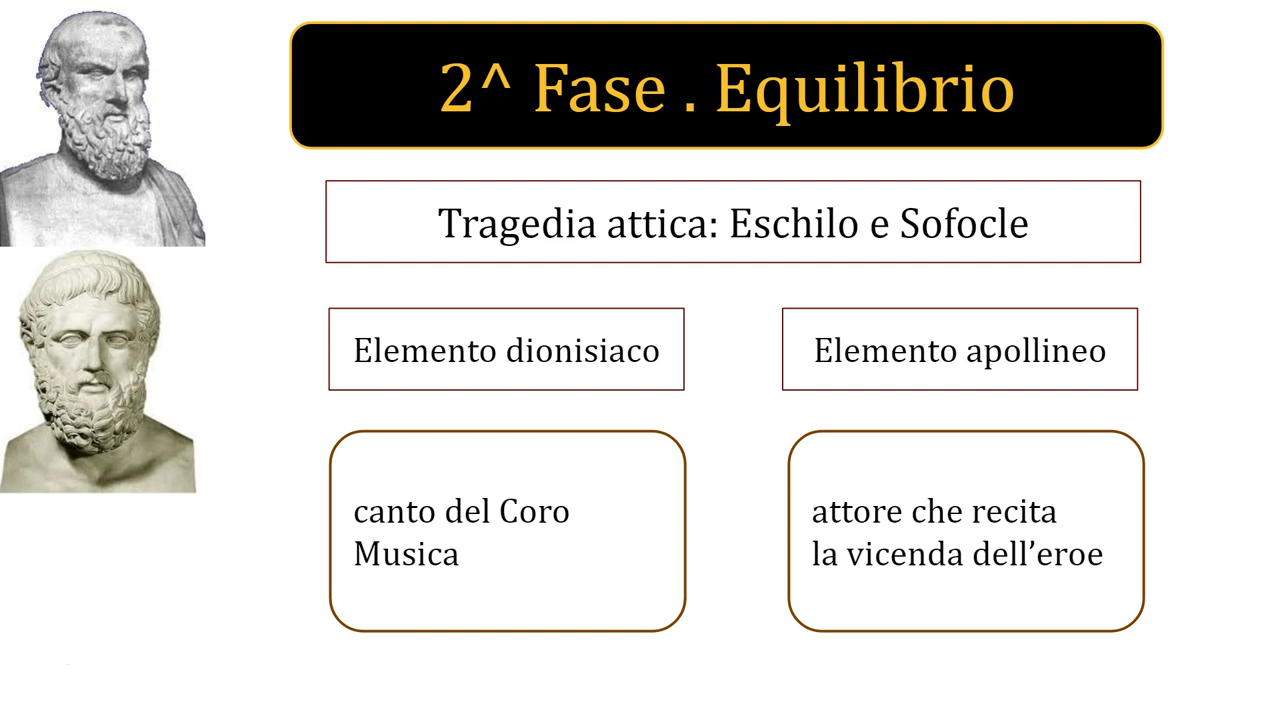 2^ Fase . Equilibrio
Tragedia attica: Eschilo e Sofocle
Elemento dionisiaco
Elemento apollineo
canto del Coro
Musica
attore che recita
la vicenda dell’eroe